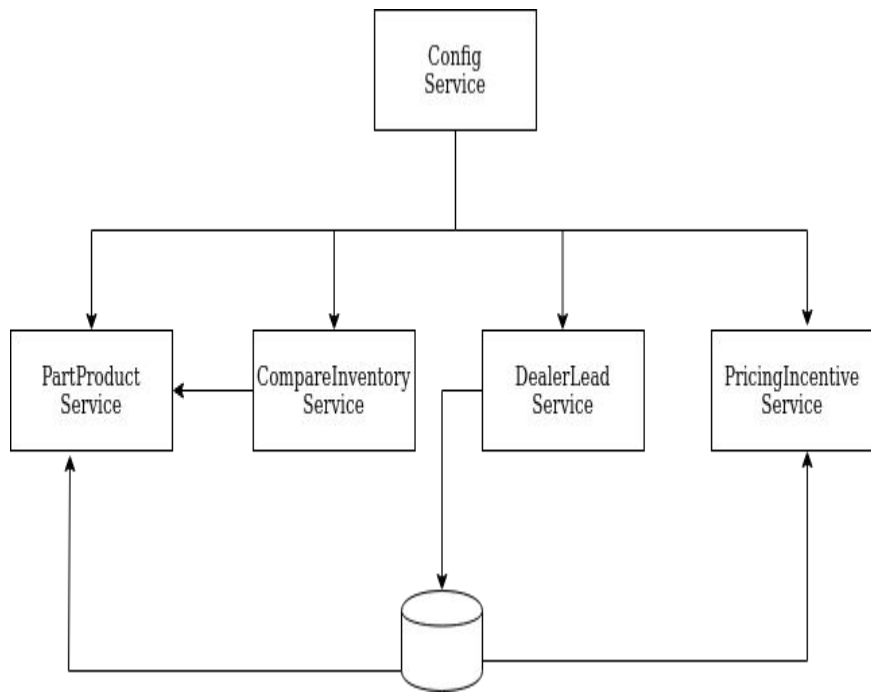 Config
Service
PartProduct
Service
CompareInventory
Service
DealerLead
Service
PricingIncentive
Service